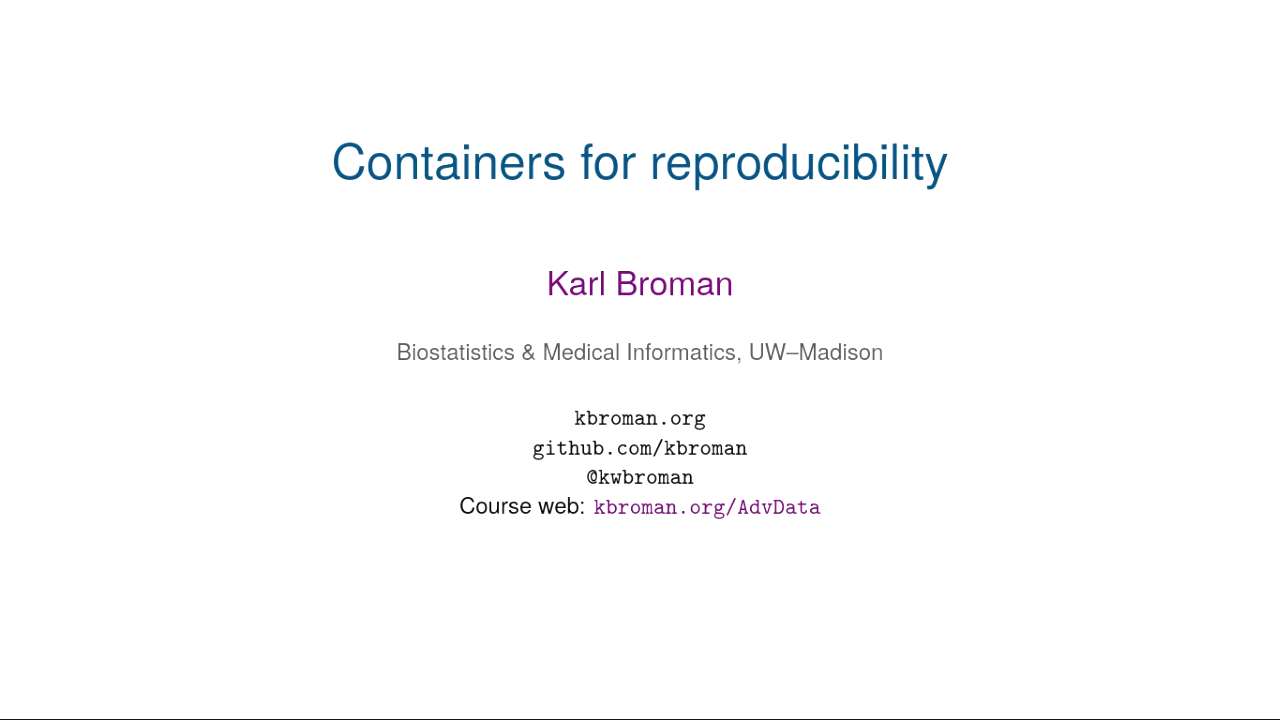 Containers for reproducibility
Karl Broman
Biostatistics & Medical Informatics, UW–Madison
kbroman.org
github.com/kbroman
@kwbroman
Course web: kbroman.org/AdvData